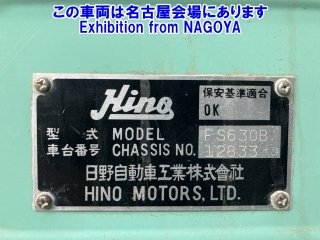 この車両は名古屋会場にあります
Exhibition from NAGOYA
Hino
保安基準適合
OK
型式 MODEL FS630B
車台番号 CHASSIS NO. 12833
日野自動車工業株式会社
HINO MOTORS, LTD.